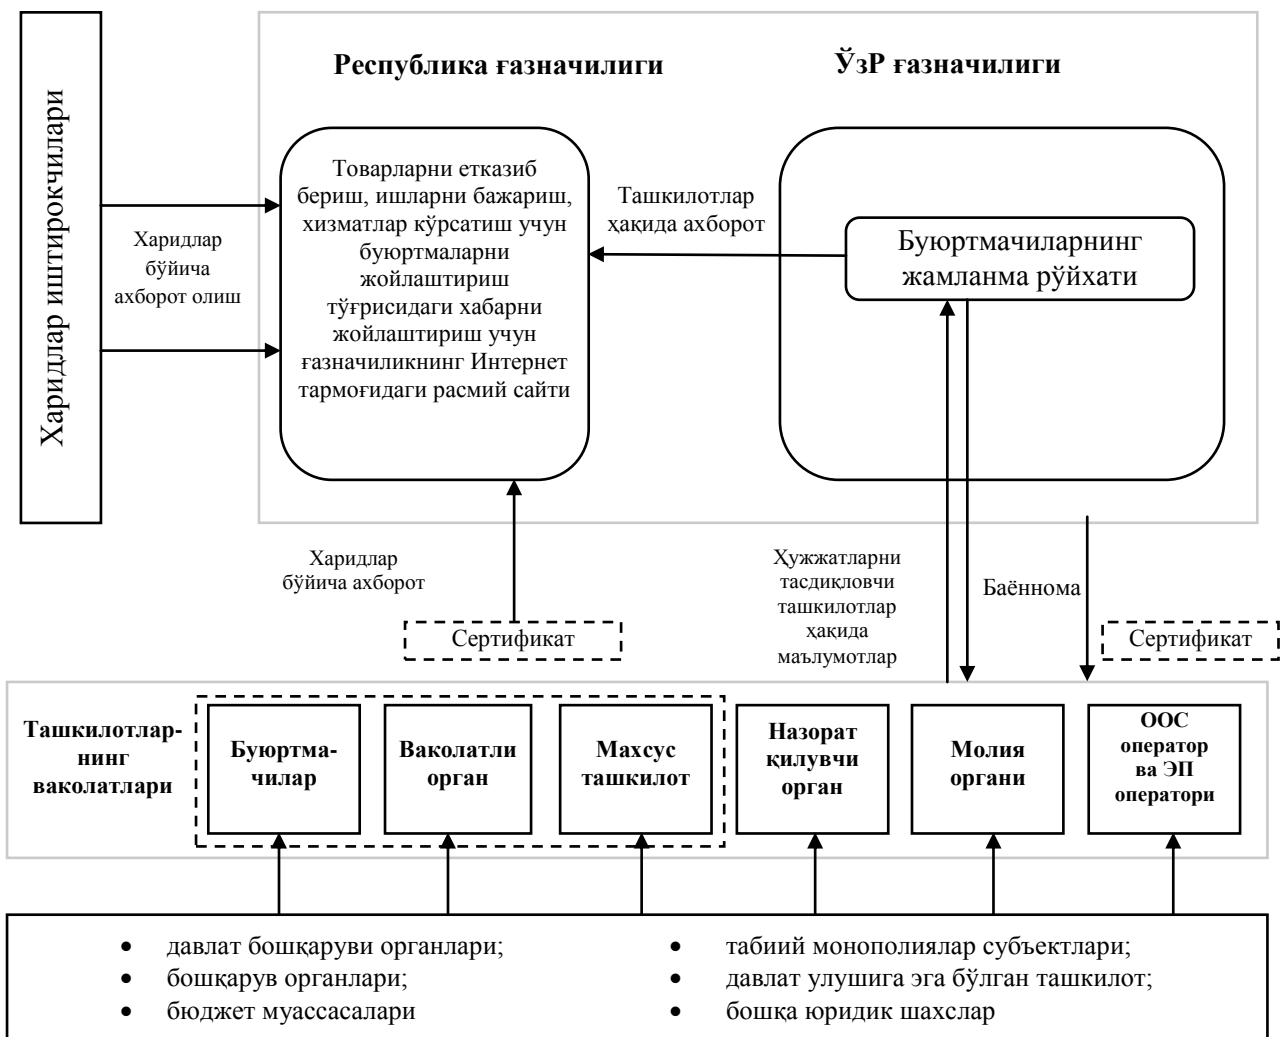 Харидлар иштирокчилари
Республика ғазначилиги
ЎзР ғазначилиги
Харидлар
бўйича
ахборот олиш
Товарларни етказиб
бериш, ишларни бажариш,
хизматлар кўрсатиш учун
буюртмаларни
жойлаштириш
тўғрисидаги хабарни
жойлаштириш учун
ғазначиликнинг Интернет
тармоғидаги расмий сайти
Ташкилотлар
ҳақида ахборот
Буюртмачиларнинг
жамланма рўйхати
Харидлар
бўйича ахборот
Сертификат
Ҳужжатларни
тасдиқловчи
ташкилотлар
ҳақида
маълумотлар
Баённома
Сертификат
Ташкилотлар-
нинг
ваколатлари
Буюртма-
чилар
Ваколатли
орган
Махсус
ташкилот
Назорат
қилувчи
орган
Молия
органи
ООС
оператор
ва ЭП
оператори
• давлат бошқаруви органлари;
• бошқарув органлари;
• бюджет муассасалари
• табиий монополиялар субъектлари;
• давлат улушига эга бўлган ташкилот;
• бошқа юридик шахслар